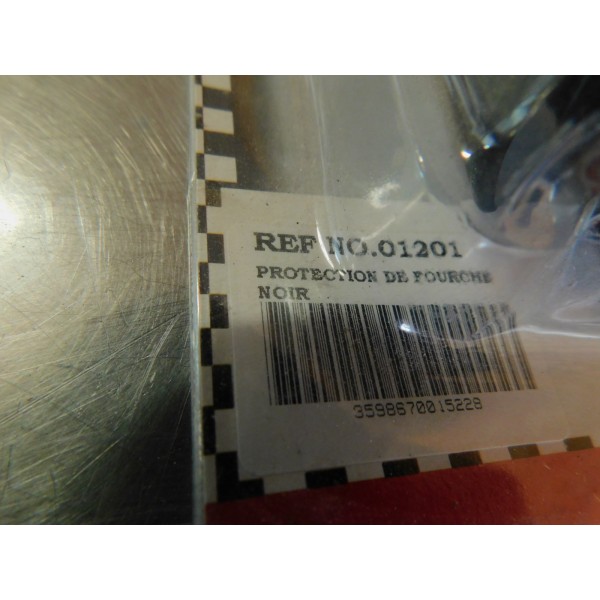 REF NO.01201
PROTECTION DE FOURCHE
NOIR
3598670015228